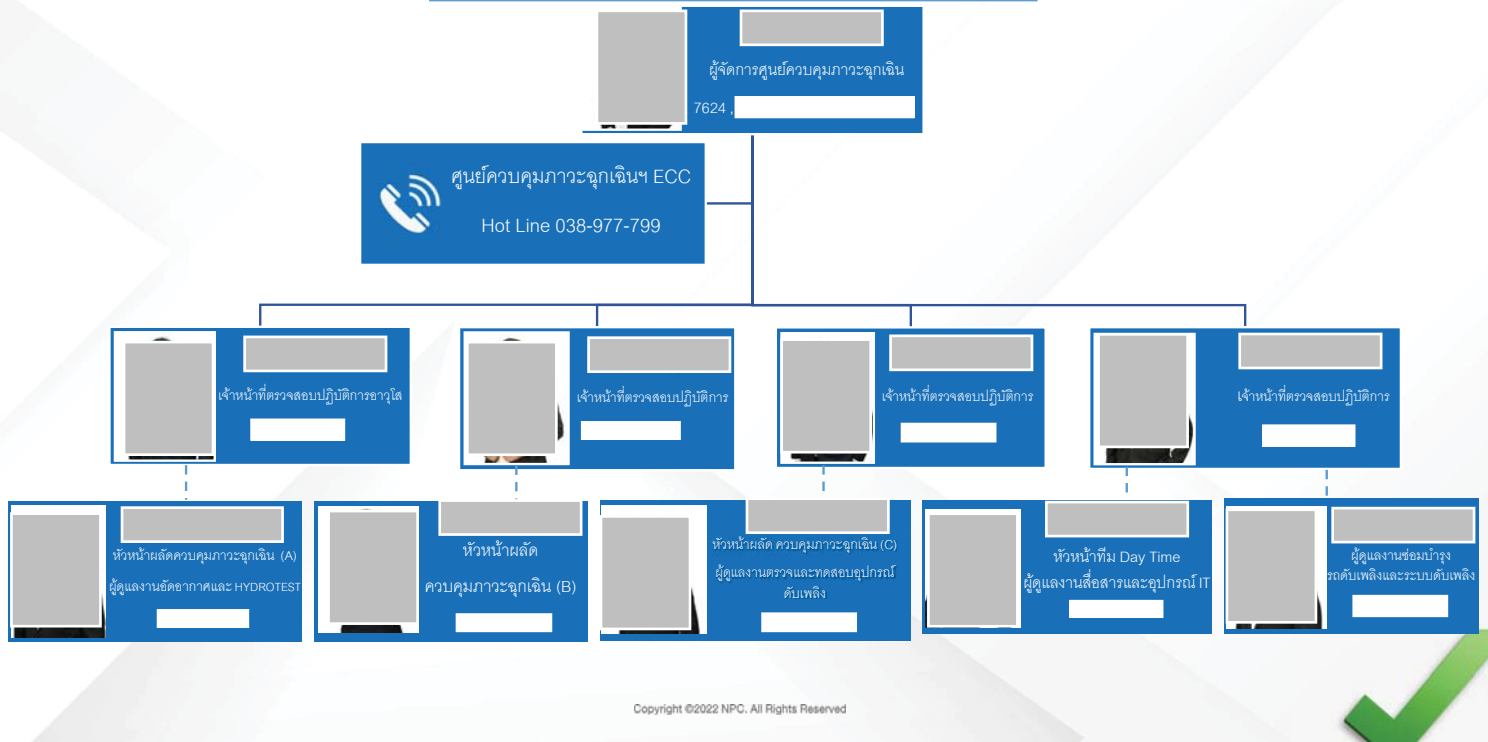 ผู้จัดการศูนย์ควบคุมภาวะฉุกเฉิน
7624 ,
ศูนย์ควบคุมภาวะฉุกเฉินฯ ECC
Hot Line 038-977-799
เจ้าหน้าที่ตรวจสอบปฏิบัติการอาวุโส
เจ้าหน้าที่ตรวจสอบปฏิบัติการ
เจ้าหน้าที่ตรวจสอบปฏิบัติการ
เจ้าหน้าที่ตรวจสอบปฏิบัติการ
หัวหน้าผลัดควบคุมภาวะฉุกเฉิน (A)
ผู้ดูแลงานอัดอากาศและ HYDROTEST
หัวหน้าผลัด
ควบคุมภาวะฉุกเฉิน (B)
หัวหน้าผลัด ควบคุมภาวะฉุกเฉิน (C)
ผู้ดูแลงานตรวจและทดสอบอุปกรณ์
ดับเพลิง
หัวหน้าทีม Day Time
ผู้ดูแลงานสื่อสารและอุปกรณ์ IT
ผู้ดูแลงานซ่อมบำรุง
รถดับเพลิงและระบบดับเพลิง
Copyright ©2022 NPC. All Rights Reserved